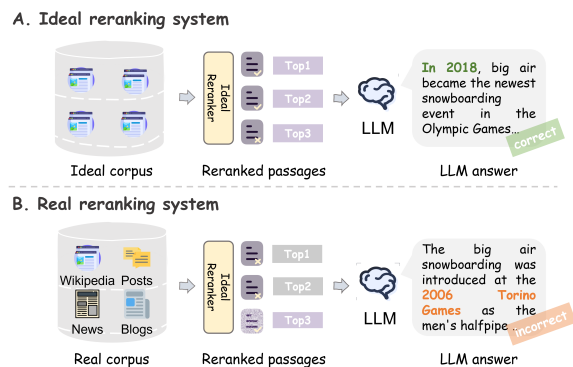 A. Ideal reranking system
Ideal
Reranker
Top1
Top2
Top3
LLM
In 2018, big air
became the newest
snowboarding
event in the
Olympic Games...
correct
Ideal corpus
Reranked passages
LLM answer
B. Real reranking system
Wikipedia
Posts
News
Blogs
Ideal
Reranker
Top1
Top2
Top3
LLM
The big air
snowboarding was
introduced at the
2006 Torino
Games as the
men's halfpipe
incorrect
Real corpus
Reranked passages
LLM answer